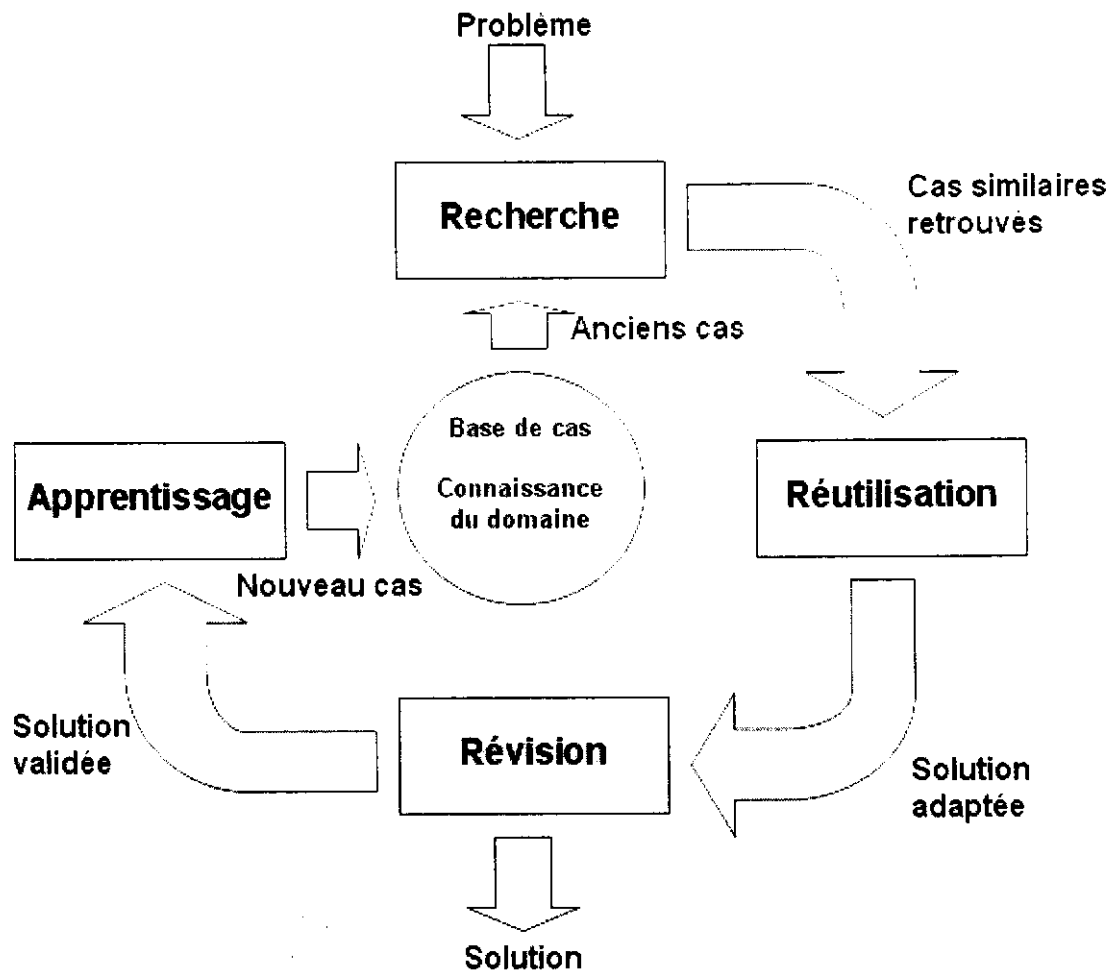 Problème
Recherche
Cas similaires
retrouvés
Anciens cas
Base de cas
Connaissance
du domaine
Apprentissage
Réutilisation
Nouveau cas
Solution
validée
Révision
Solution
adaptée
Solution